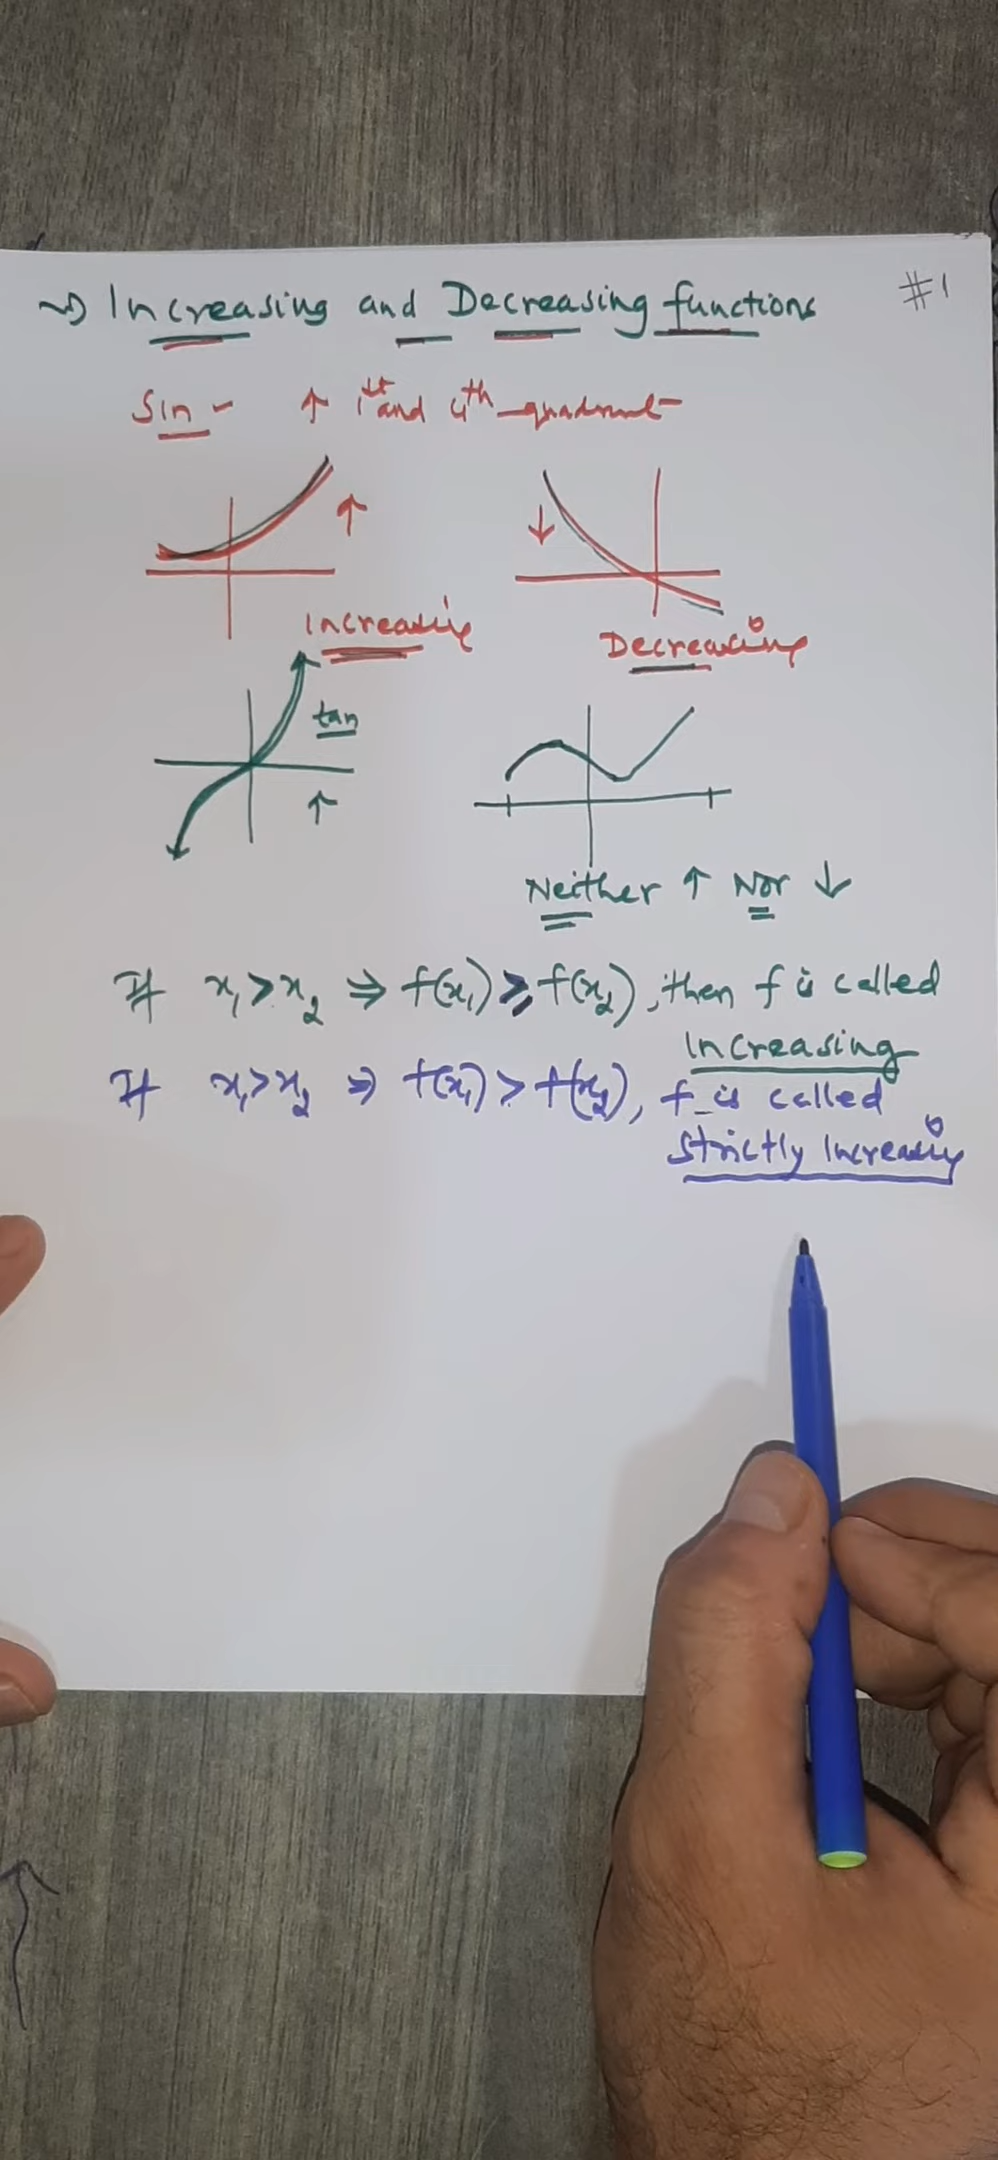 → Increasing and Decreasing functions #1
Sin - ↑ 1st and 4th quadrant
↑ ↓
Increasing Decreasing
tan
↑
Neither ↑ Nor ↓
If x₁>x₂ ⇒ f(x₁)≥f(x₂), then f is called
Increasing
If x₁>x₂ ⇒ f(x₁)>f(x₂), f is called
Strictly Increasing